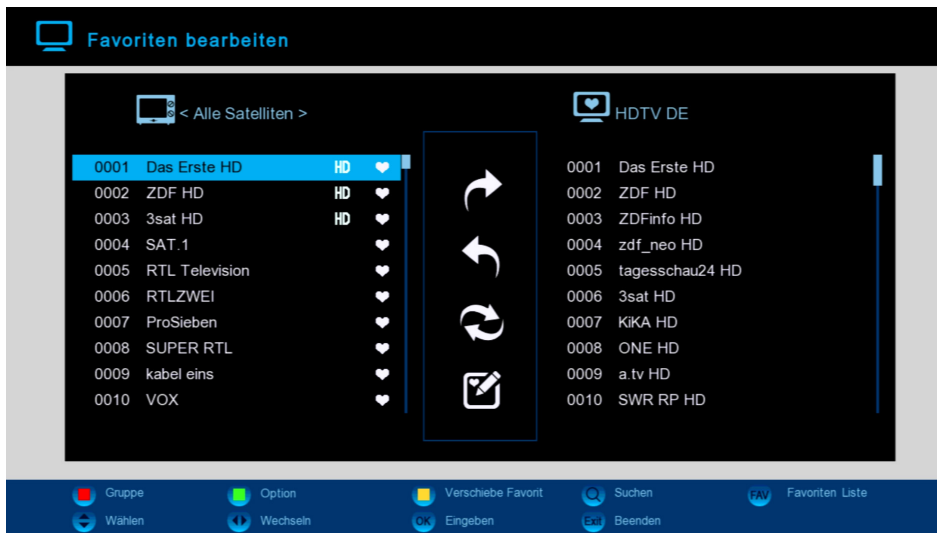 Favoriten bearbeiten
< Alle Satelliten >
HDTV DE
0001 Das Erste HD HD
0002 ZDF HD HD
0003 3sat HD HD
0004 SAT.1
0005 RTL Television
0006 RTLZWEI
0007 ProSieben
0008 SUPER RTL
0009 kabel eins
0010 VOX
0001 Das Erste HD
0002 ZDF HD
0003 ZDFinfo HD
0004 zdf_neo HD
0005 tagesschau24 HD
0006 3sat HD
0007 KiKA HD
0008 ONE HD
0009 a.tv HD
0010 SWR RP HD
Gruppe Option Verschiebe Favorit Suchen FAV Favoriten Liste
Wählen Wechseln OK Eingeben Exit Beenden